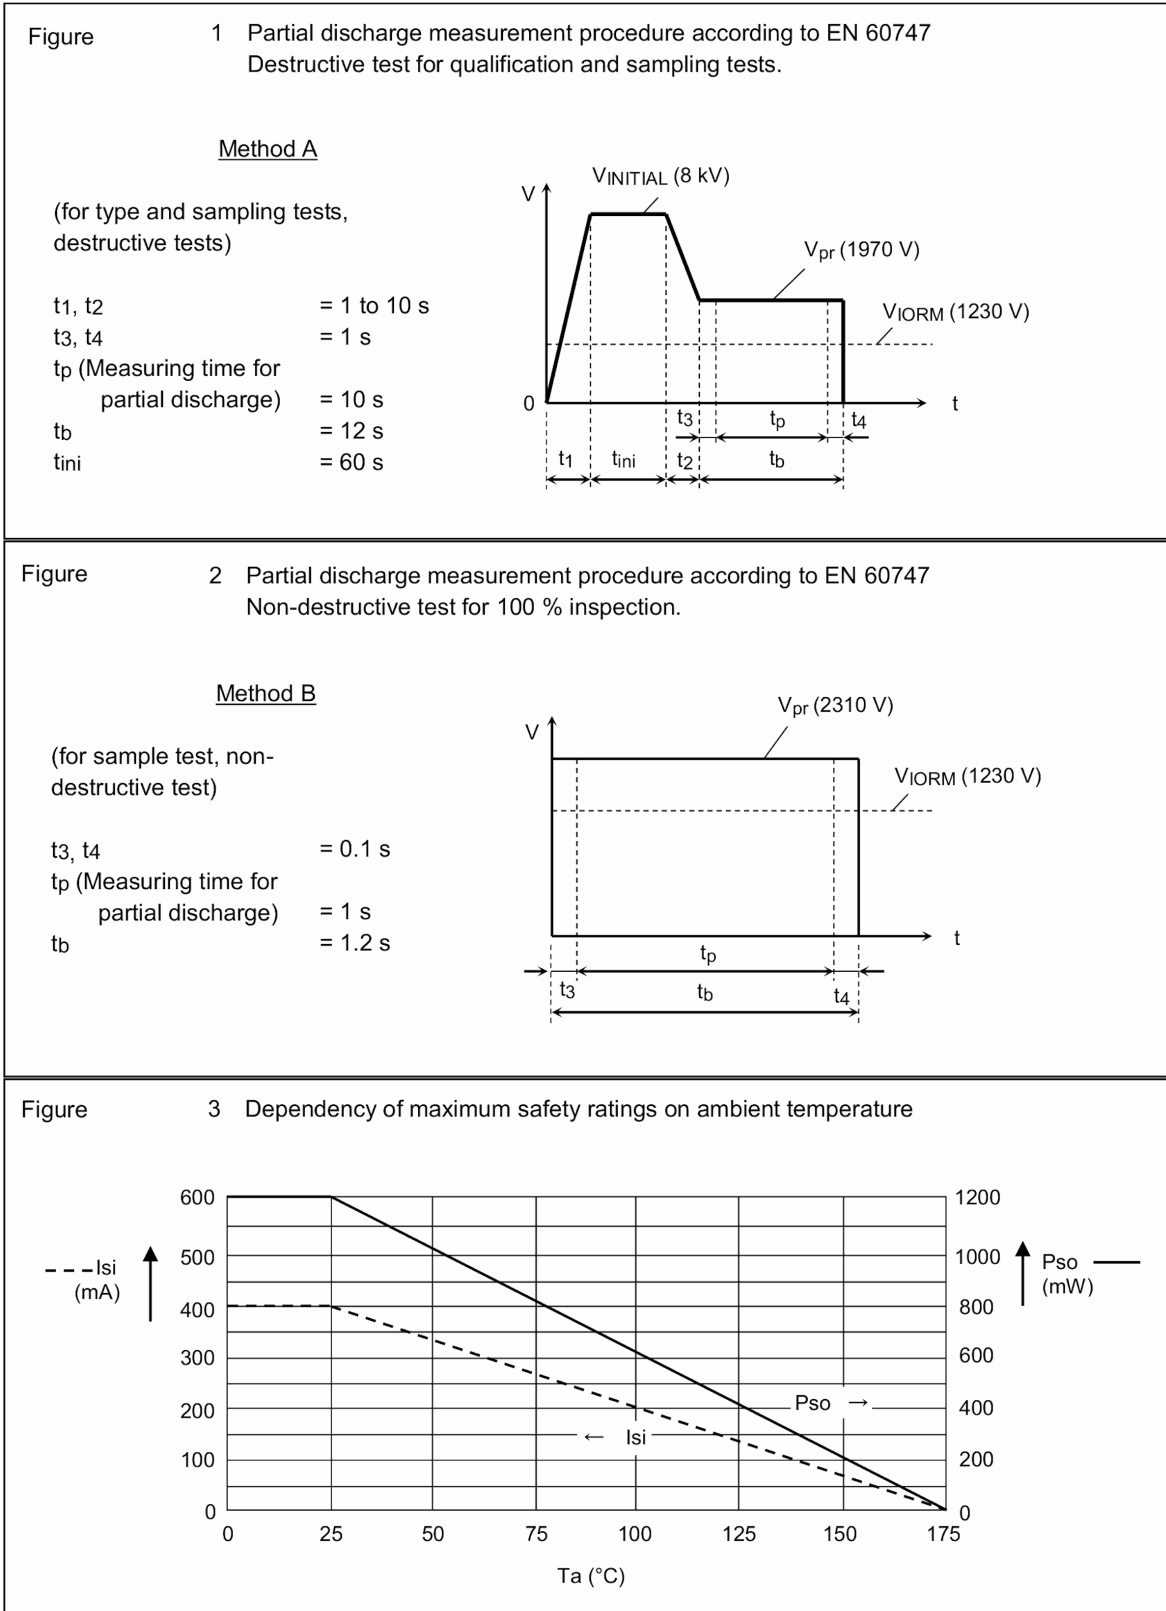 Figure 1 Partial discharge measurement procedure according to EN 60747
Destructive test for qualification and sampling tests.
Method A
(for type and sampling tests,
destructive tests)
t1, t2 = 1 to 10 s
t3, t4 = 1 s
tp (Measuring time for
partial discharge) = 10 s
tb = 12 s
tini = 60 s
VINITIAL (8 kV)
V
Vpr (1970 V)
VIORM (1230 V)
0
t
t3 tp t4
t1 tini t2 tb
Figure 2 Partial discharge measurement procedure according to EN 60747
Non-destructive test for 100 % inspection.
Method B
(for sample test, non-
destructive test)
t3, t4 = 0.1 s
tp (Measuring time for
partial discharge) = 1 s
tb = 1.2 s
Vpr (2310 V)
V
VIORM (1230 V)
t
tp
t3 tb t4
Figure 3 Dependency of maximum safety ratings on ambient temperature
600 1200
500 1000
Isi Pso
(mA) (mW)
400 800
300 600
Pso →
200 400
← Isi
100 200
0 0
0 25 50 75 100 125 150 175
Ta (°C)